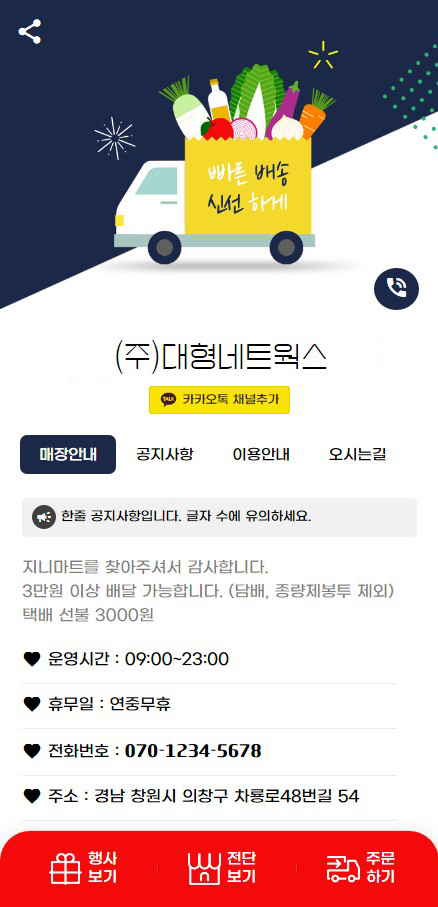 빠른 배송
신선 하게
(주)대형네트웍스
TALK 카카오톡 채널추가
매장안내 공지사항 이용안내 오시는길
한줄 공지사항입니다. 글자 수에 유의하세요.
지니마트를 찾아주셔서 감사합니다.
3만원 이상 배달 가능합니다. (담배, 종량제봉투 제외)
택배 선불 3000원
운영시간 : 09:00~23:00
휴무일 : 연중무휴
전화번호 : 070-1234-5678
주소 : 경남 창원시 의창구 차룡로48번길 54
행사
보기
전단
보기
주문
하기